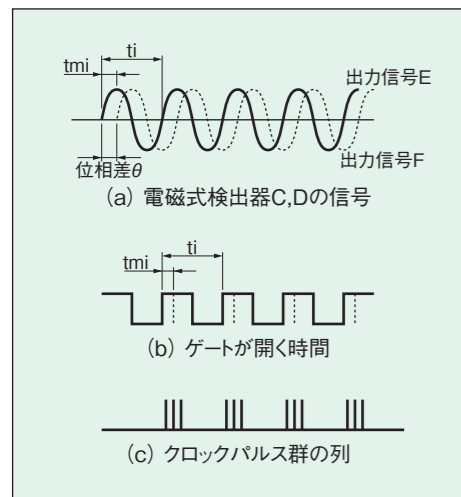 ti
tmi
出力信号E
位相差θ
出力信号F
(a) 電磁式検出器C,Dの信号
ti
tmi
(b) ゲートが開く時間
(c) クロックパルス群の列